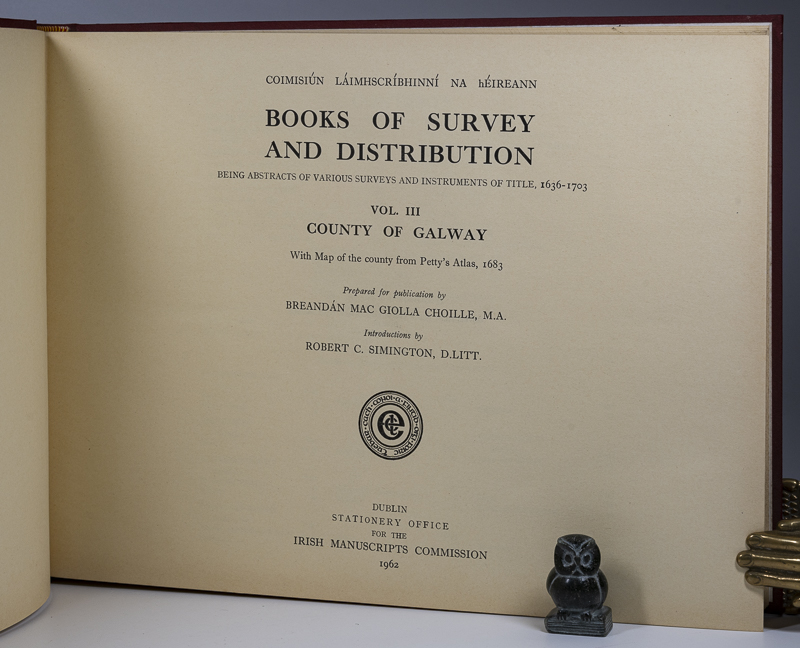 COIMISIÚN LÁIMHSCRÍBHINNÍ NA hÉIREANN
BOOKS OF SURVEY
AND DISTRIBUTION
BEING ABSTRACTS OF VARIOUS SURVEYS AND INSTRUMENTS OF TITLE, 1636-1703
VOL. III
COUNTY OF GALWAY
With Map of the county from Petty's Atlas, 1683
Prepared for publication by
BREANDÁN MAC GIOLLA CHOILLE, M.A.
Introductions by
ROBERT C. SIMINGTON, D.LITT.
DUBLIN
STATIONERY OFFICE
FOR THE
IRISH MANUSCRIPTS COMMISSION
1962